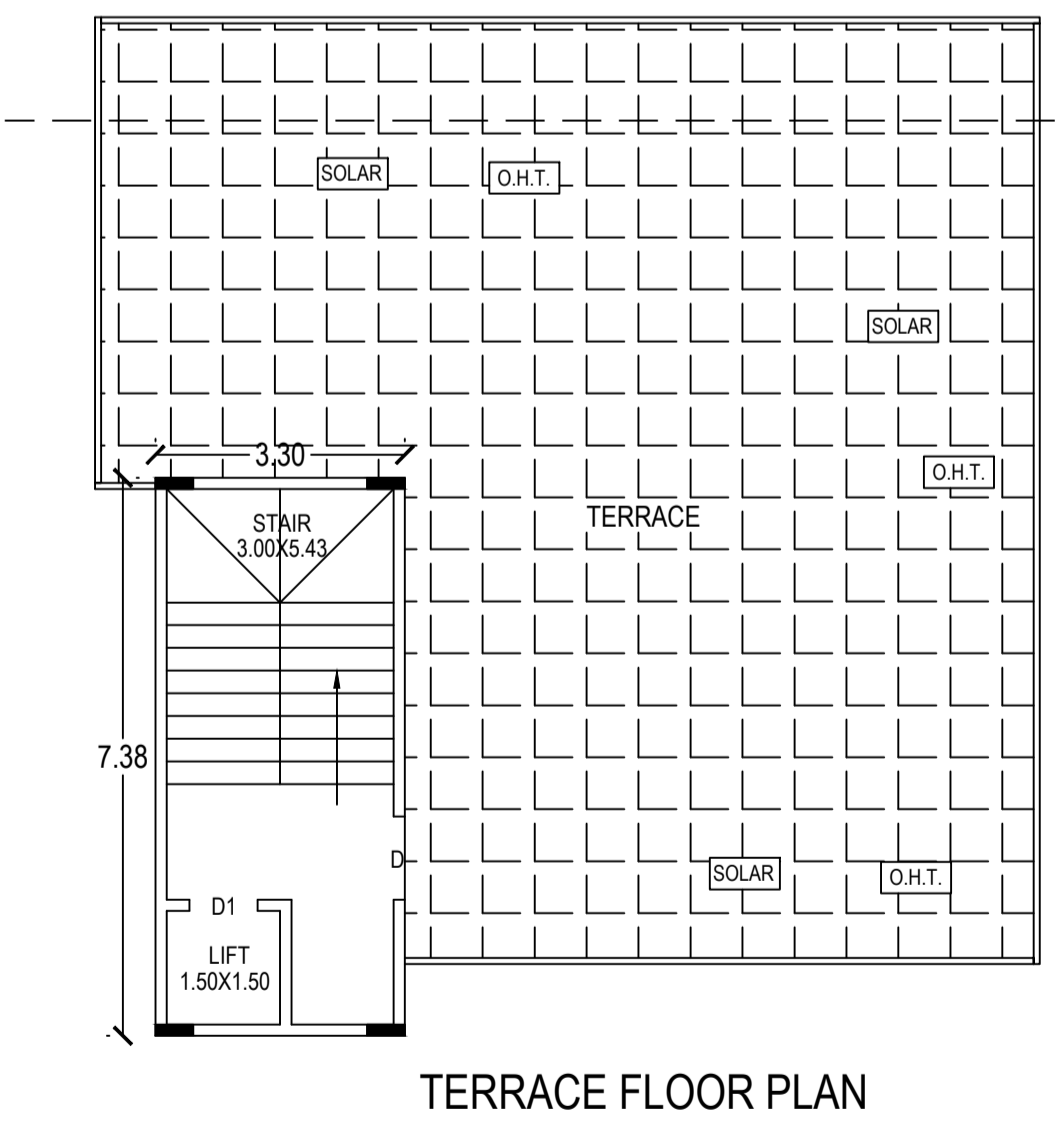 SOLAR
O.H.T.
SOLAR
3.30
O.H.T.
STAIR
3.00X5.43
TERRACE
7.38
D
SOLAR
O.H.T.
D1
LIFT
1.50X1.50
TERRACE FLOOR PLAN